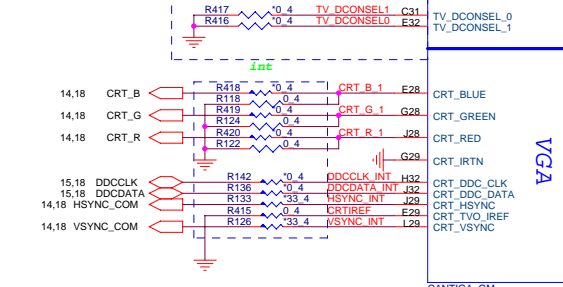 R417 *0_4 TV_DCONSEL1 C31 TV_DCONSEL_0
R416 *0_4 TV_DCONSEL0 E32 TV_DCONSEL_1
int
14,18 CRT_B R418 *0_4 CRT_B_1 E28 CRT_BLUE
R118 0_4
14,18 CRT_G R419 *0_4 CRT_G_1 G28 CRT_GREEN
R124 0_4
14,18 CRT_R R420 *0_4 CRT_R_1 J28 CRT_RED
R122 0_4
G29 CRT_IRTN
VGA
15,18 DDCCLK R142 *0_4 DDCCLK_INT H32 CRT_DDC_CLK
15,18 DDCDATA R136 *0_4 DDCDATA_INT J32 CRT_DDC_DATA
14,18 HSYNC_COM R133 *33_4 HSYNC_INT J29 CRT_HSYNC
R415 0_4 CRTIREF E29 CRT_TVO_IREF
14,18 VSYNC_COM R126 *33_4 VSYNC_INT L29 CRT_VSYNC